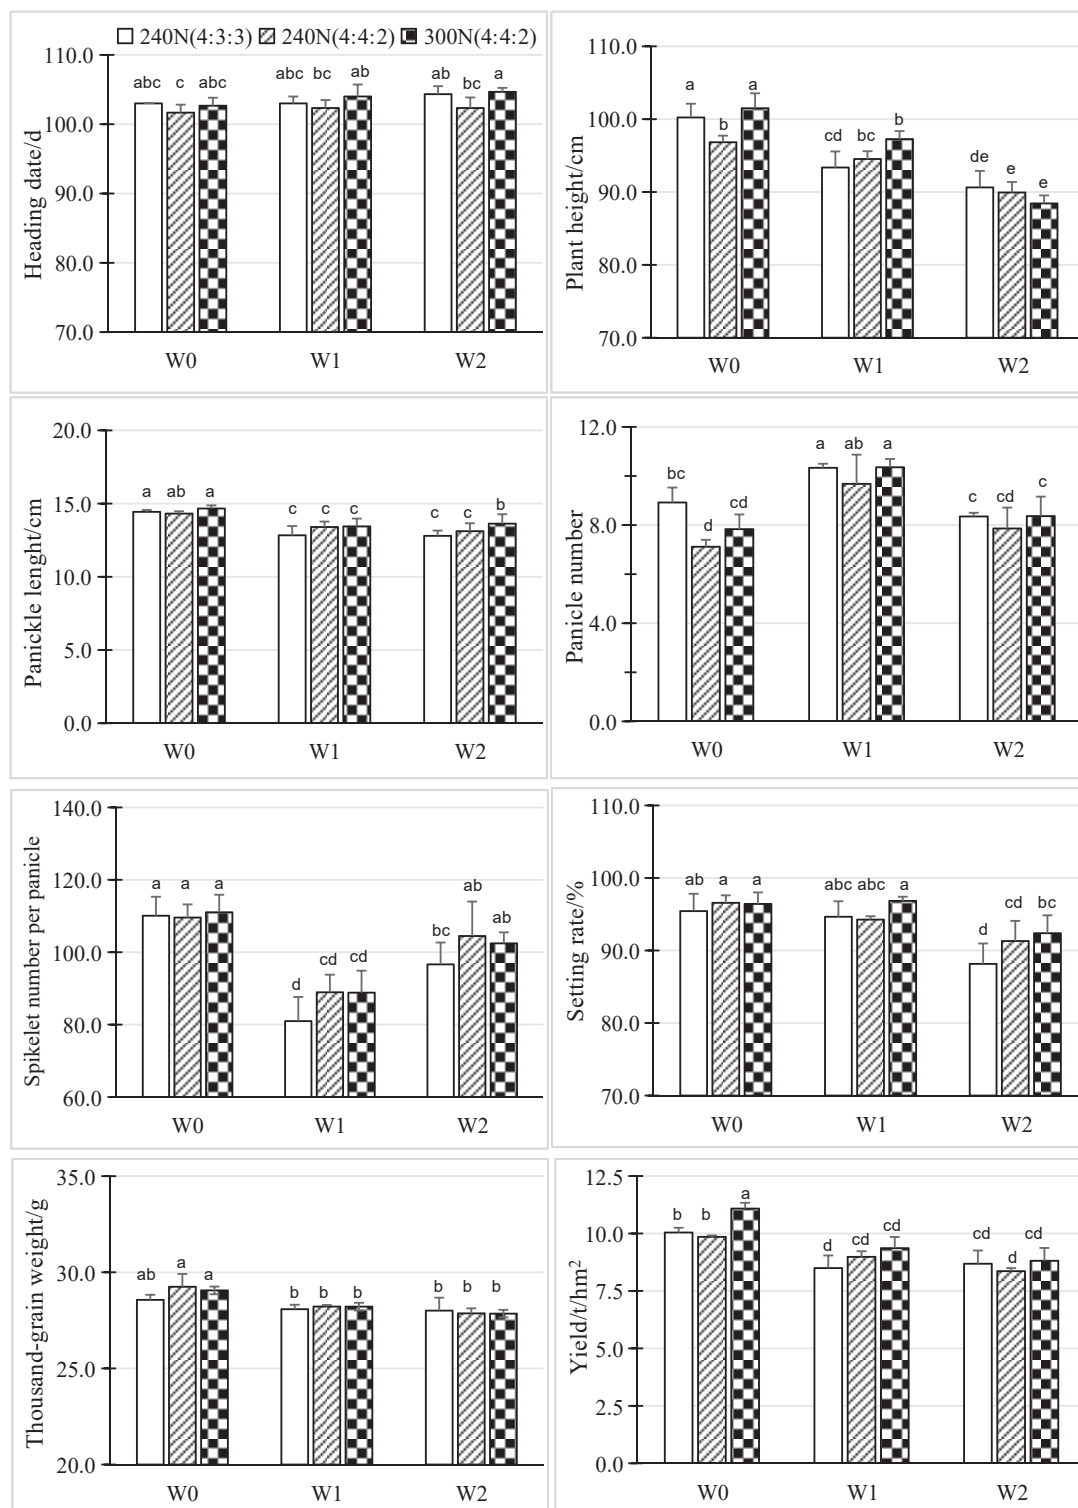 240N(4:3:3) 240N(4:4:2) 300N(4:4:2)
Heading date/d
110.0
100.0
90.0
80.0
70.0
abc c abc abc bc ab ab bc a
W0 W1 W2
Plant height/cm
110.0
100.0
90.0
80.0
70.0
a b a cd bc b de e e
W0 W1 W2
Panickle lenght/cm
20.0
15.0
10.0
5.0
0.0
a ab a c c c c c b
W0 W1 W2
Panicle number
12.0
8.0
4.0
0.0
bc d cd a ab a c cd c
W0 W1 W2
Spikelet number per panicle
140.0
120.0
100.0
80.0
60.0
a a a d cd cd bc ab ab
W0 W1 W2
Setting rate/%
110.0
100.0
90.0
80.0
70.0
ab a a abc abc a d cd bc
W0 W1 W2
Thousand-grain weight/g
35.0
30.0
25.0
20.0
ab a a b b b b b b
W0 W1 W2
Yield/t/hm²
12.5
10.0
7.5
5.0
2.5
0.0
b b a d cd cd cd d cd
W0 W1 W2